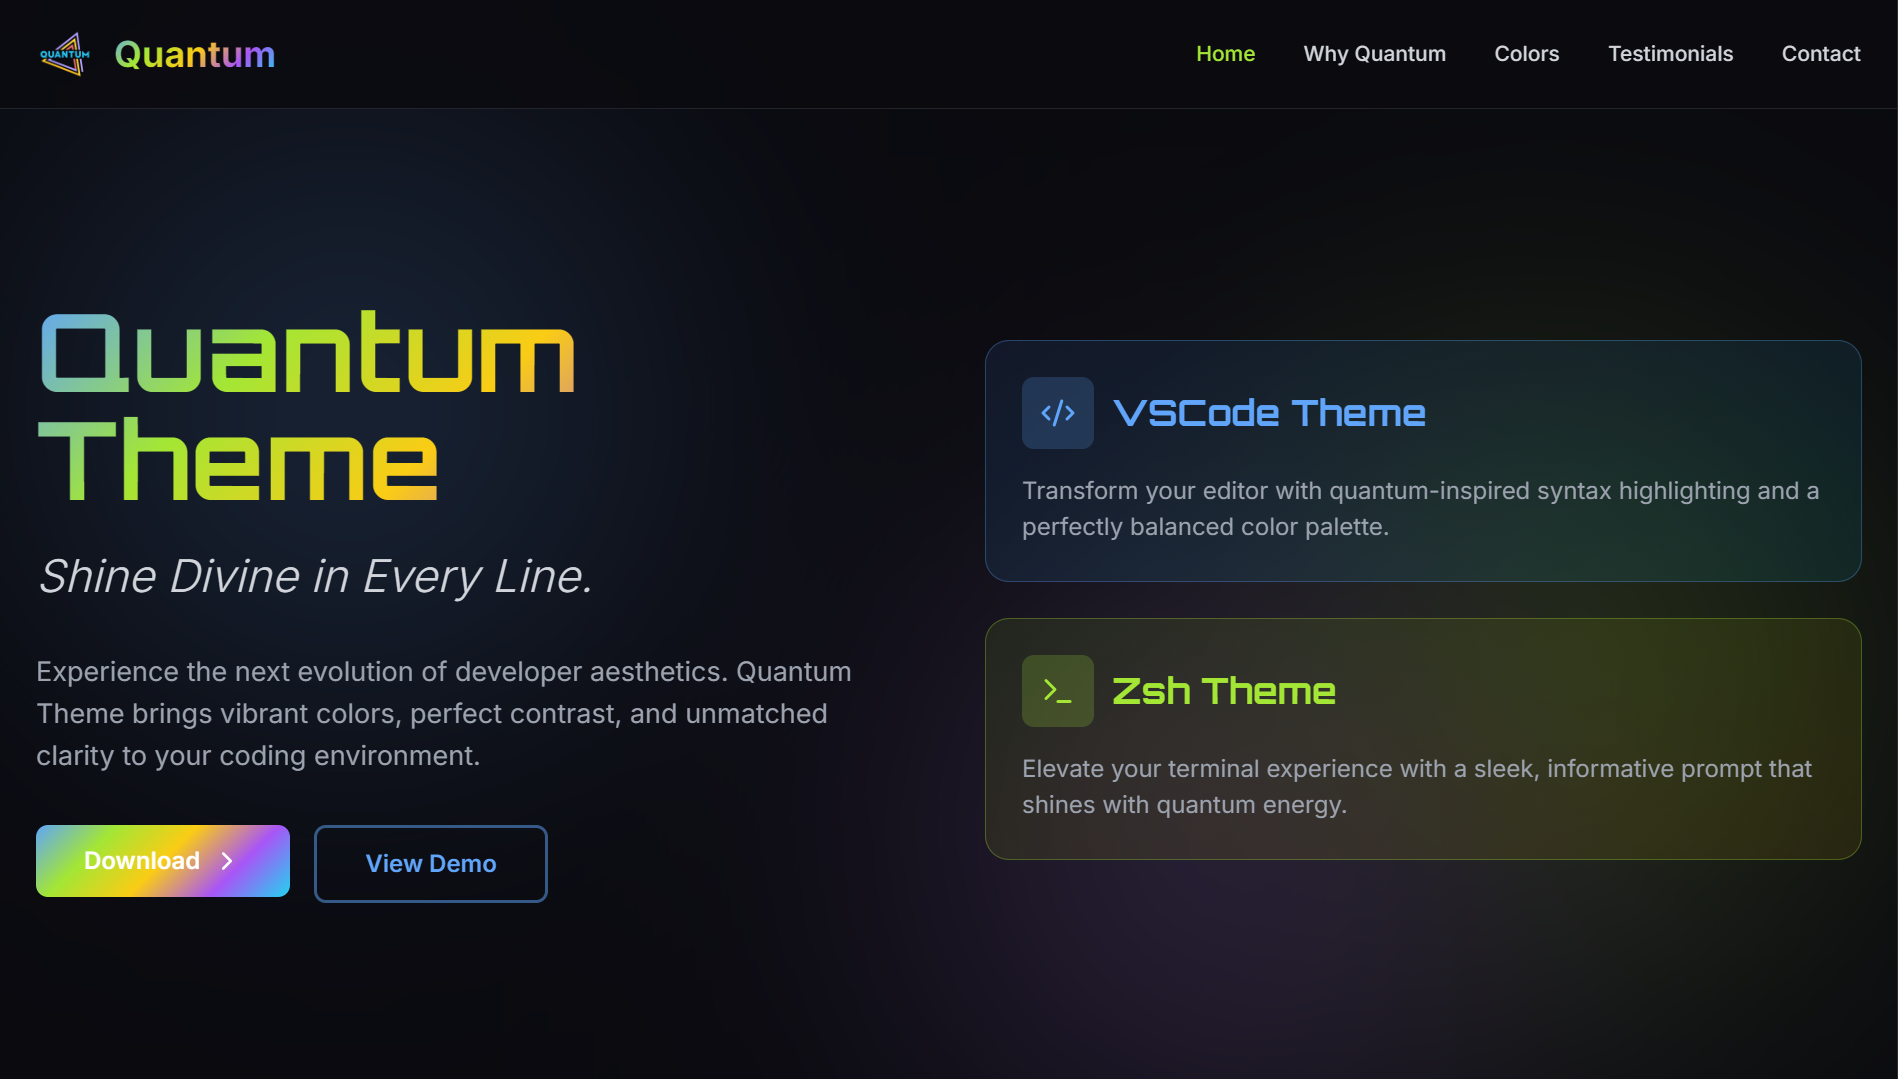 QUANTUM
Quantum
Home
Why Quantum
Colors
Testimonials
Contact
Quantum
Theme
Shine Divine in Every Line.
Experience the next evolution of developer aesthetics. Quantum
Theme brings vibrant colors, perfect contrast, and unmatched
clarity to your coding environment.
Download
View Demo
VSCode Theme
Transform your editor with quantum-inspired syntax highlighting and a
perfectly balanced color palette.
Zsh Theme
Elevate your terminal experience with a sleek, informative prompt that
shines with quantum energy.